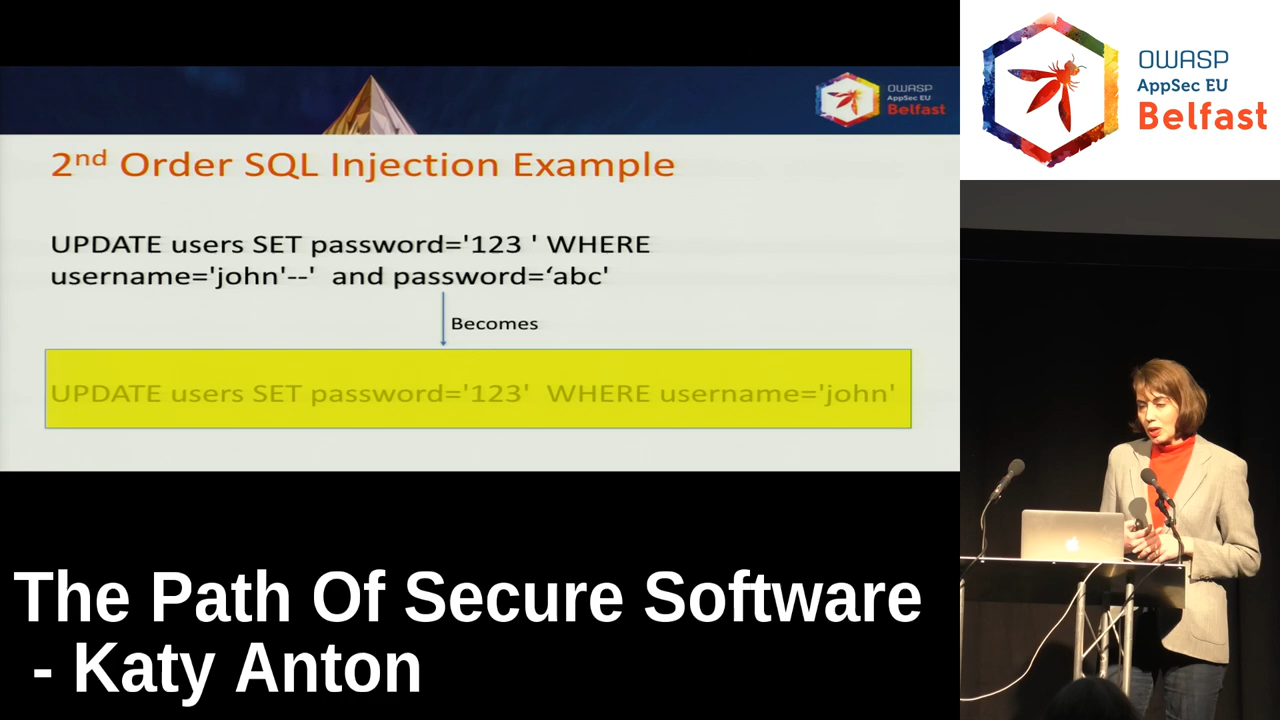 OWASP
AppSec EU
Belfast
2nd Order SQL Injection Example
UPDATE users SET password='123 ' WHERE
username='john'--'  and password=‘abc'
Becomes
UPDATE users SET password='123'  WHERE username='john'
The Path Of Secure Software
- Katy Anton
OWASP
AppSec EU
Belfast